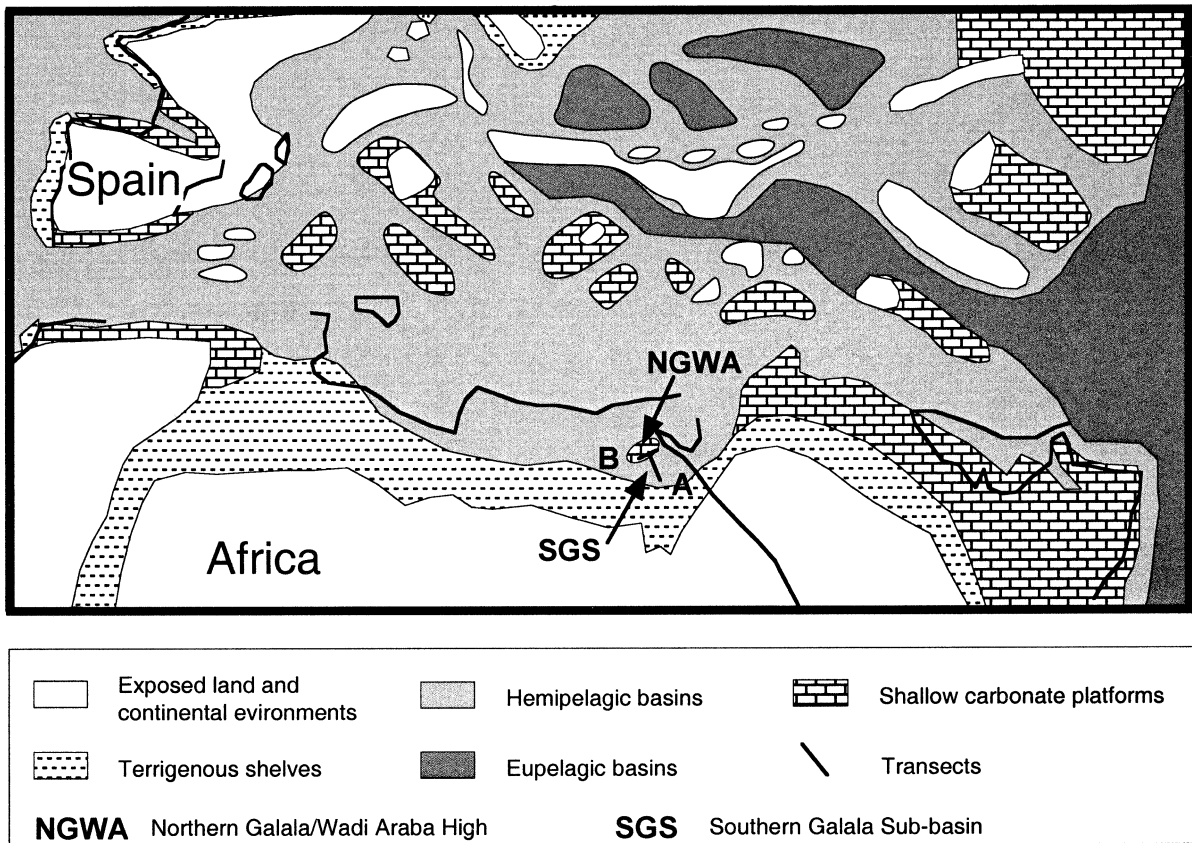 Spain
NGWA
B
A
SGS
Africa
Exposed land and
continental evironments
Hemipelagic basins
Shallow carbonate platforms
Terrigenous shelves
Eupelagic basins
Transects
NGWA Northern Galala/Wadi Araba High
SGS Southern Galala Sub-basin